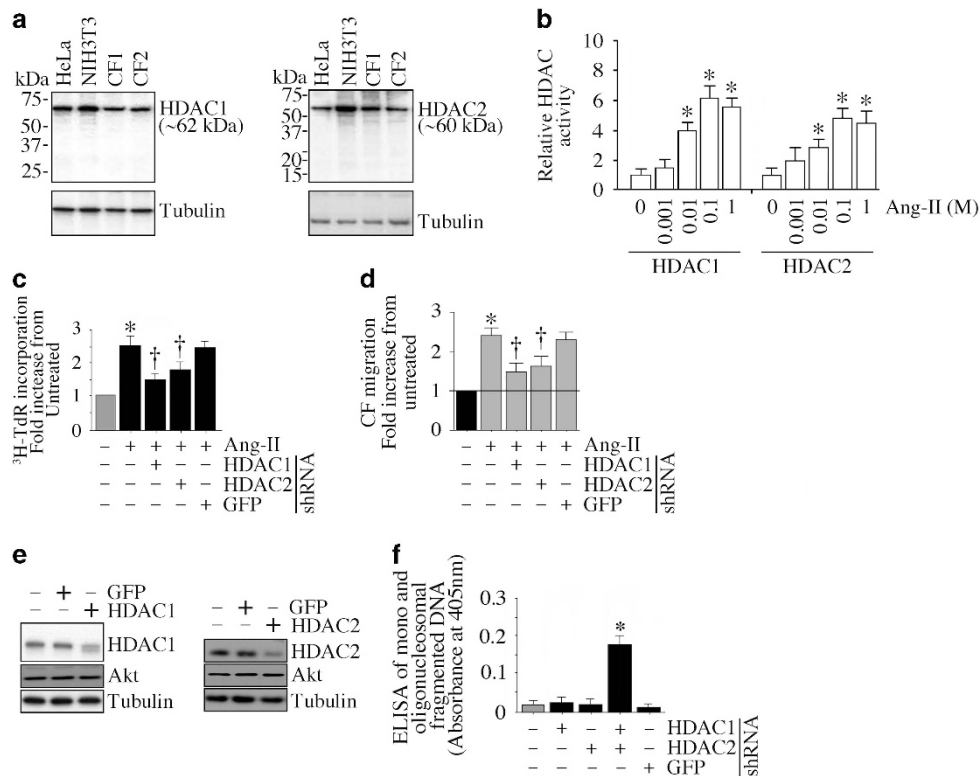 a
kDa
HeLa
NIH3T3
CF1
CF2
75-
50-
37-
25-
HDAC1
(~62 kDa)
Tubulin
kDa
HeLa
NIH3T3
CF1
CF2
75-
50-
37-
20-
15-
HDAC2
(~60 kDa)
Tubulin
b
Relative HDAC
activity
10
8
6
4
2
0
* * * * * *
0 0.001 0.01 0.1 1 0 0.001 0.01 0.1 1 Ang-II (M)
HDAC1 HDAC2
c
³H-TdR incorporation
Fold inctease from
Untreated
3
2
1
0
* † †
– + + + + Ang-II
– – + – – HDAC1
– – – + – HDAC2
– – – – + GFP
shRNA
d
CF migration
Fold increase from
untreated
3
2
1
0
* † †
– + + + + Ang-II
– – + – – HDAC1
– – – + – HDAC2
– – – – + GFP
shRNA
e
– + – GFP
– – + HDAC1
HDAC1
Akt
Tubulin
– + – GFP
– – + HDAC2
HDAC2
Akt
Tubulin
f
ELISA of mono and
oligonucleosomal
fragmented DNA
(Absorbance at 405nm)
0.3
0.2
0.1
0
*
– + – + – HDAC1
– – + + – HDAC2
– – – – + GFP
shRNA